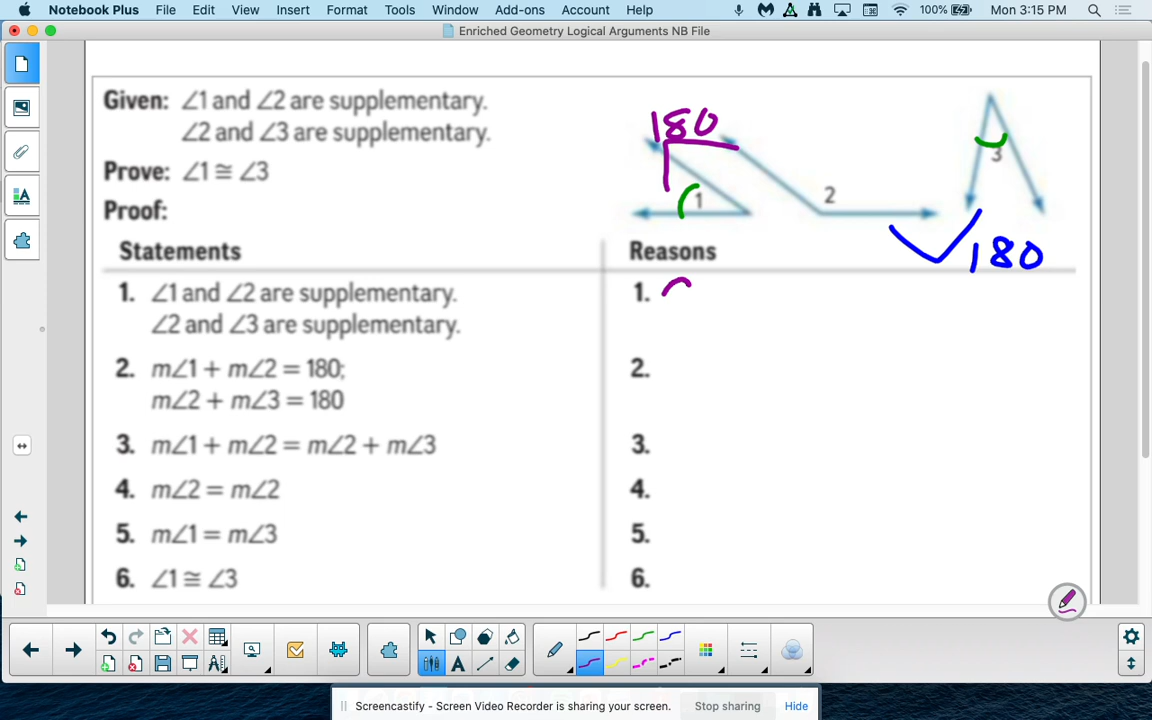 Notebook Plus File Edit View Insert Format Tools Window Add-ons Account Help 100% Mon 3:15 PM
Enriched Geometry Logical Arguments NB File
Given: ∠1 and ∠2 are supplementary.
∠2 and ∠3 are supplementary.
Prove: ∠1 ≅ ∠3
Proof:
180
1
2
3
180
Statements Reasons
1. ∠1 and ∠2 are supplementary. 1.
∠2 and ∠3 are supplementary.
2. m∠1 + m∠2 = 180; 2.
m∠2 + m∠3 = 180
3. m∠1 + m∠2 = m∠2 + m∠3 3.
4. m∠2 = m∠2 4.
5. m∠1 = m∠3 5.
6. ∠1 ≅ ∠3 6.
Screencastify - Screen Video Recorder is sharing your screen. Stop sharing Hide